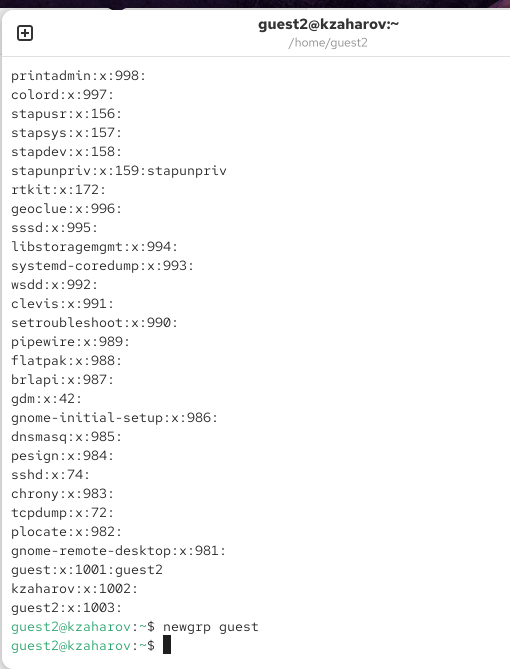 guest2@kzaharov:~
/home/guest2
printadmin:x:998:
colord:x:997:
stapusr:x:156:
stapsys:x:157:
stapdev:x:158:
stapunpriv:x:159:stapunpriv
rtkit:x:172:
geoclue:x:996:
sssd:x:995:
libstoragemgmt:x:994:
systemd-coredump:x:993:
wsdd:x:992:
clevis:x:991:
setroubleshoot:x:990:
pipewire:x:989:
flatpak:x:988:
brlapi:x:987:
gdm:x:42:
gnome-initial-setup:x:986:
dnsmasq:x:985:
pesign:x:984:
sshd:x:74:
chrony:x:983:
tcpdump:x:72:
plocate:x:982:
gnome-remote-desktop:x:981:
guest:x:1001:guest2
kzaharov:x:1002:
guest2:x:1003:
guest2@kzaharov:~$ newgrp guest
guest2@kzaharov:~$